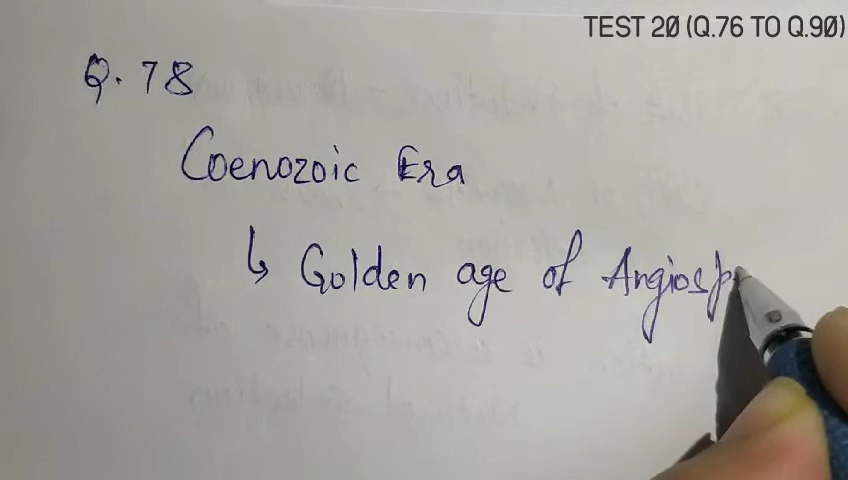 TEST 20 (Q.76 TO Q.90)
Q. 78
Coenozoic Era
↳ Golden age of Angiosp